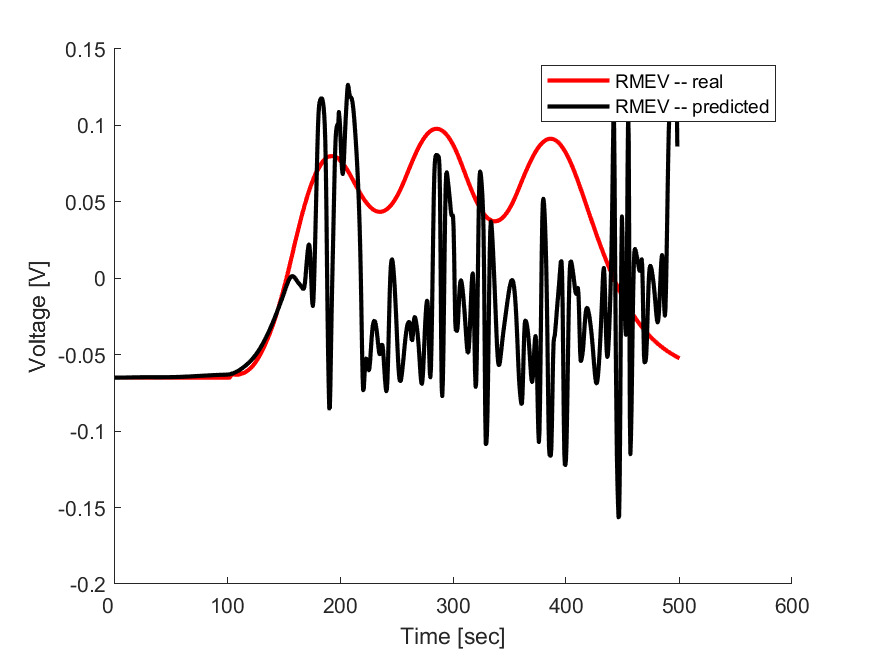 0.15
0.1
0.05
0
-0.05
-0.1
-0.15
-0.2
0 100 200 300 400 500 600
Voltage [V]
Time [sec]
RMEV -- real
RMEV -- predicted